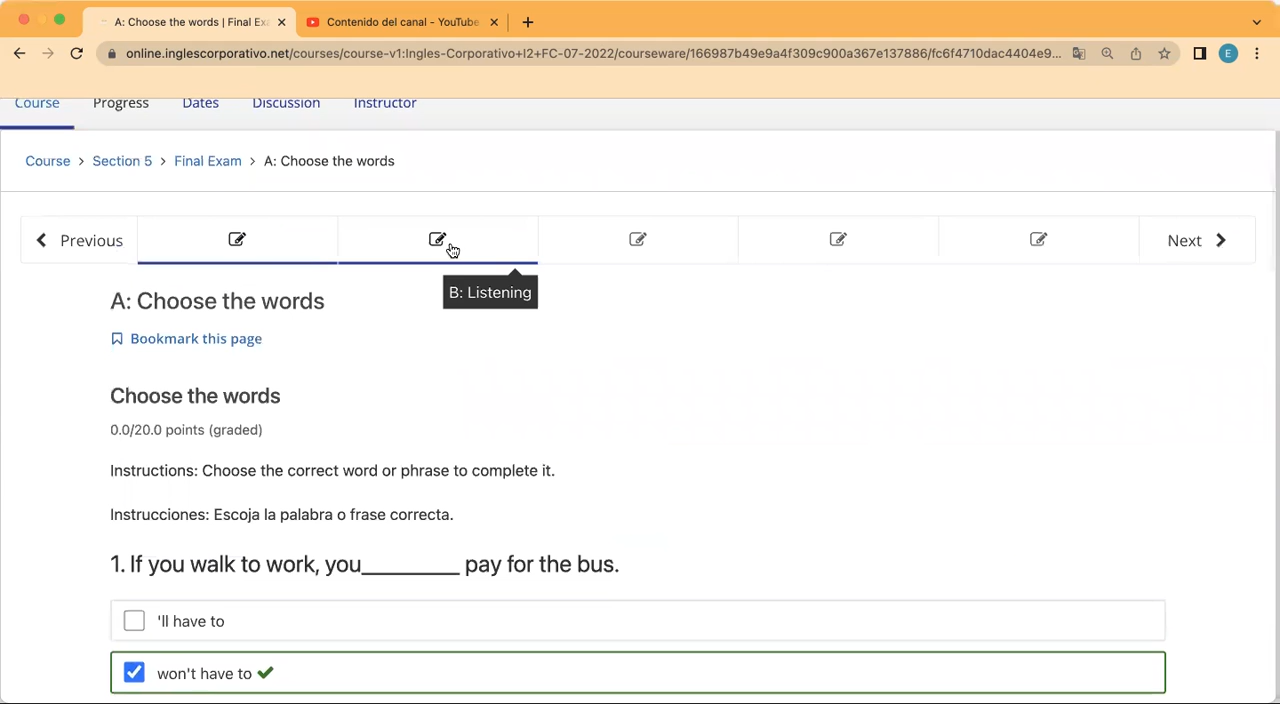 A: Choose the words | Final Exa
Contenido del canal - YouTube
online.inglescorporativo.net/courses/course-v1:Ingles-Corporativo+I2+FC-07-2022/courseware/166987b49e9a4f309c900a367e137886/fc6f4710dac4404e9...
E
Course Progress Dates Discussion Instructor
Course > Section 5 > Final Exam > A: Choose the words
Previous
Next
B: Listening
A: Choose the words
Bookmark this page
Choose the words
0.0/20.0 points (graded)
Instructions: Choose the correct word or phrase to complete it.
Instrucciones: Escoja la palabra o frase correcta.
1. If you walk to work, you_________ pay for the bus.
'll have to
won't have to